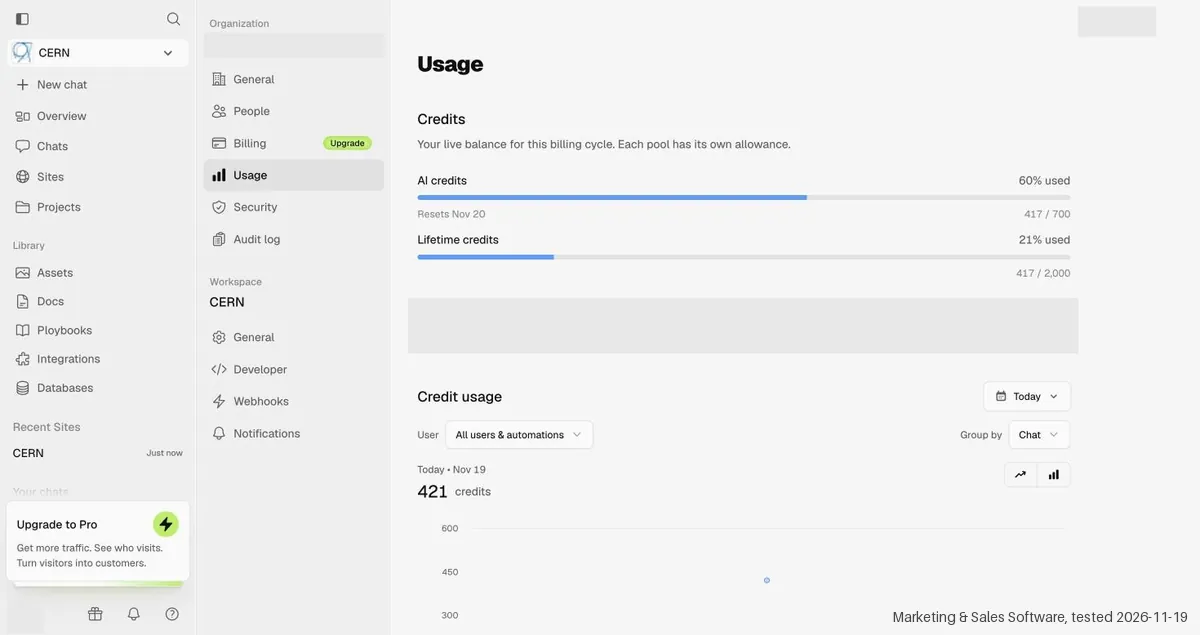 CERN
New chat
Overview
Chats
Sites
Projects
Library
Assets
Docs
Ploybooks
Integrations
Databases
Recent Sites
CERN Just now
Your chats
Upgrade to Pro
Get more traffic. See who visits.
Turn visitors into customers.
Organization
General
People
Billing Upgrade
Usage
Security
Audit log
Workspace
CERN
General
Developer
Webhooks
Notifications
Usage
Credits
Your live balance for this billing cycle. Each pool has its own allowance.
AI credits 60% used
Resets Nov 20 417 / 700
Lifetime credits 21% used
417 / 2,000
Credit usage Today
User All users & automations Group by Chat
Today • Nov 19
421 credits
600
450
300
Marketing & Sales Software, tested 2026-11-19